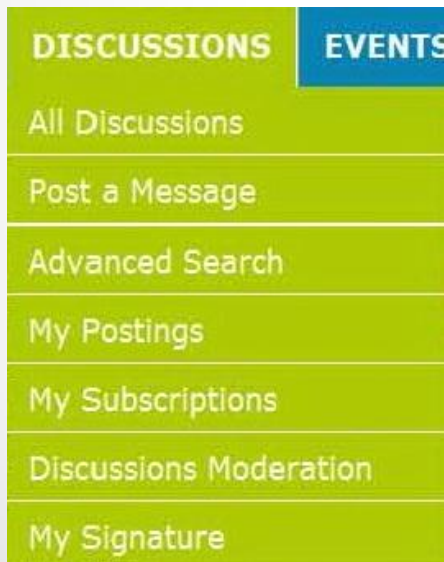 DISCUSSIONS EVENTS
All Discussions
Post a Message
Advanced Search
My Postings
My Subscriptions
Discussions Moderation
My Signature